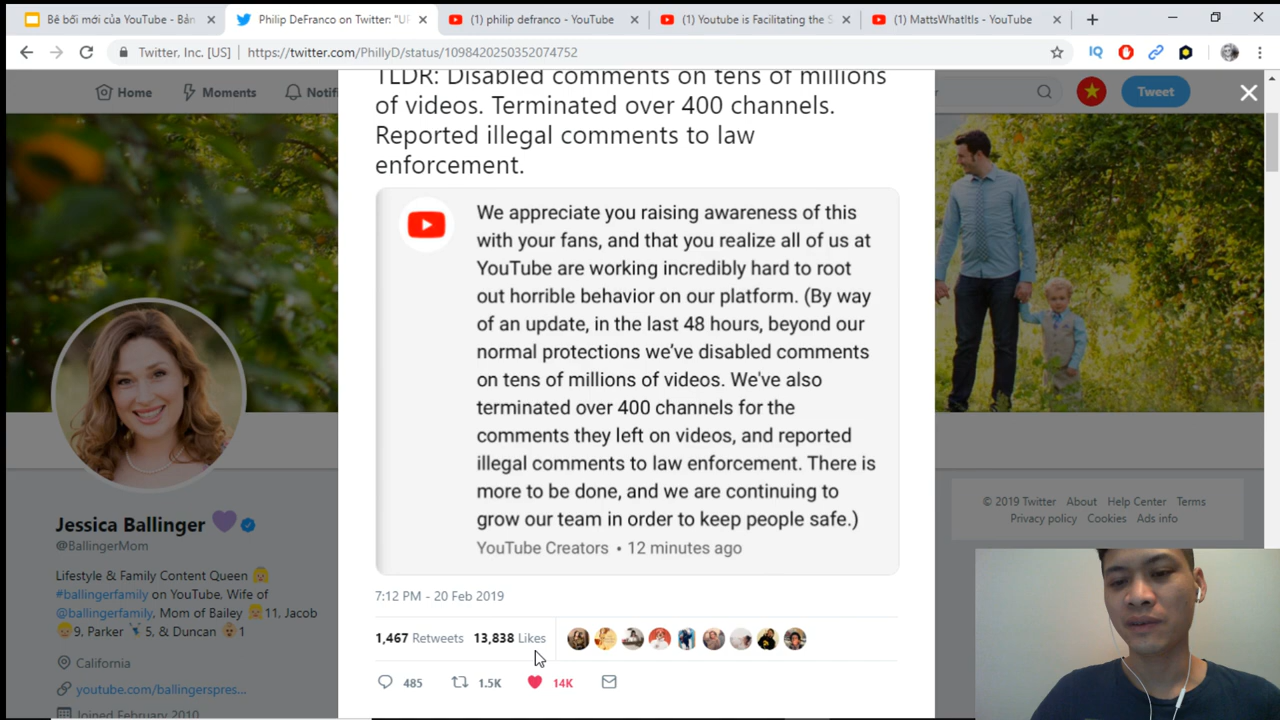 Bê bối mới của YouTube - Bản
Philip DeFranco on Twitter: "UP
(1) philip defranco - YouTube
(1) Youtube is Facilitating the S
(1) MattsWhatItIs - YouTube
Twitter, Inc. [US] | https://twitter.com/PhillyD/status/1098420250352074752
IQ
Home
Moments
Notifi
Tweet
TLDR: Disabled comments on tens of millions
of videos. Terminated over 400 channels.
Reported illegal comments to law
enforcement.
We appreciate you raising awareness of this
with your fans, and that you realize all of us at
YouTube are working incredibly hard to root
out horrible behavior on our platform. (By way
of an update, in the last 48 hours, beyond our
normal protections we've disabled comments
on tens of millions of videos. We've also
terminated over 400 channels for the
comments they left on videos, and reported
illegal comments to law enforcement. There is
more to be done, and we are continuing to
grow our team in order to keep people safe.)
YouTube Creators • 12 minutes ago
7:12 PM - 20 Feb 2019
1,467 Retweets 13,838 Likes
485 1.5K 14K
Jessica Ballinger
@BallingerMom
Lifestyle & Family Content Queen
#ballingerfamily on YouTube, Wife of
@ballingerfamily, Mom of Bailey 11, Jacob
9, Parker 5, & Duncan 1
California
youtube.com/ballingerspres...
Joined February 2010
© 2019 Twitter About Help Center Terms
Privacy policy Cookies Ads info